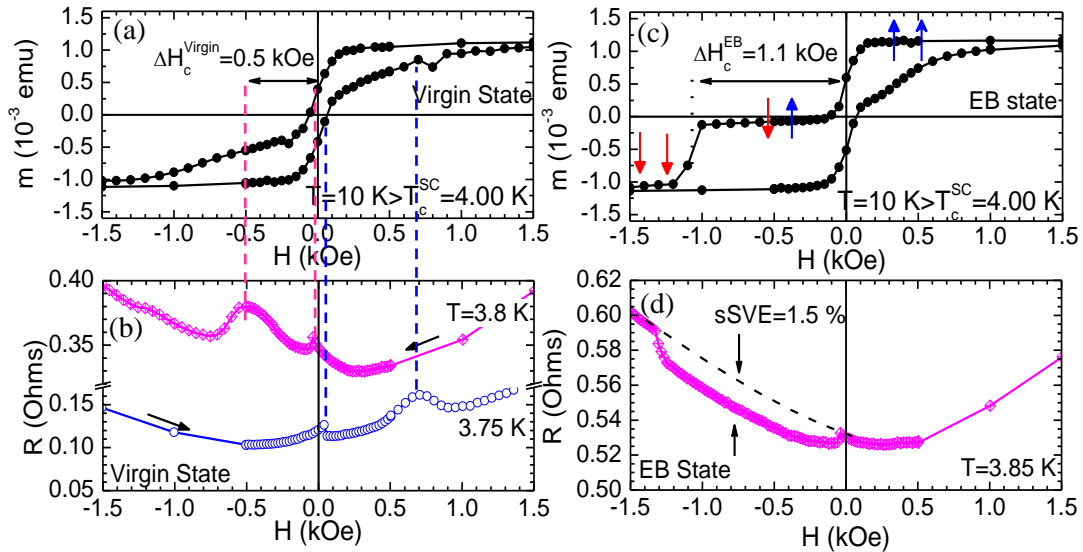 (a)
ΔH_c^Virgin=0.5 kOe
Virgin State
T=10 K>T_c^SC=4.00 K
m (10^-3 emu)
1.5
1.0
0.5
0.0
-0.5
-1.0
-1.5
-1.5 -1.0 -0.5 0.0 0.5 1.0 1.5
H (kOe)
(c)
ΔH_c^EB=1.1 kOe
EB state
T=10 K>T_c^SC=4.00 K
m (10^-3 emu)
1.5
1.0
0.5
0.0
-0.5
-1.0
-1.5
-1.5 -1.0 -0.5 0.0 0.5 1.0 1.5
H (kOe)
(b)
T=3.8 K
3.75 K
Virgin State
R (Ohms)
0.40
0.35
0.15
0.10
0.05
-1.5 -1.0 -0.5 0.0 0.5 1.0 1.5
H (kOe)
(d)
sSVE=1.5 %
EB State
T=3.85 K
R (Ohms)
0.62
0.60
0.58
0.56
0.54
0.52
0.50
-1.5 -1.0 -0.5 0.0 0.5 1.0 1.5
H (kOe)